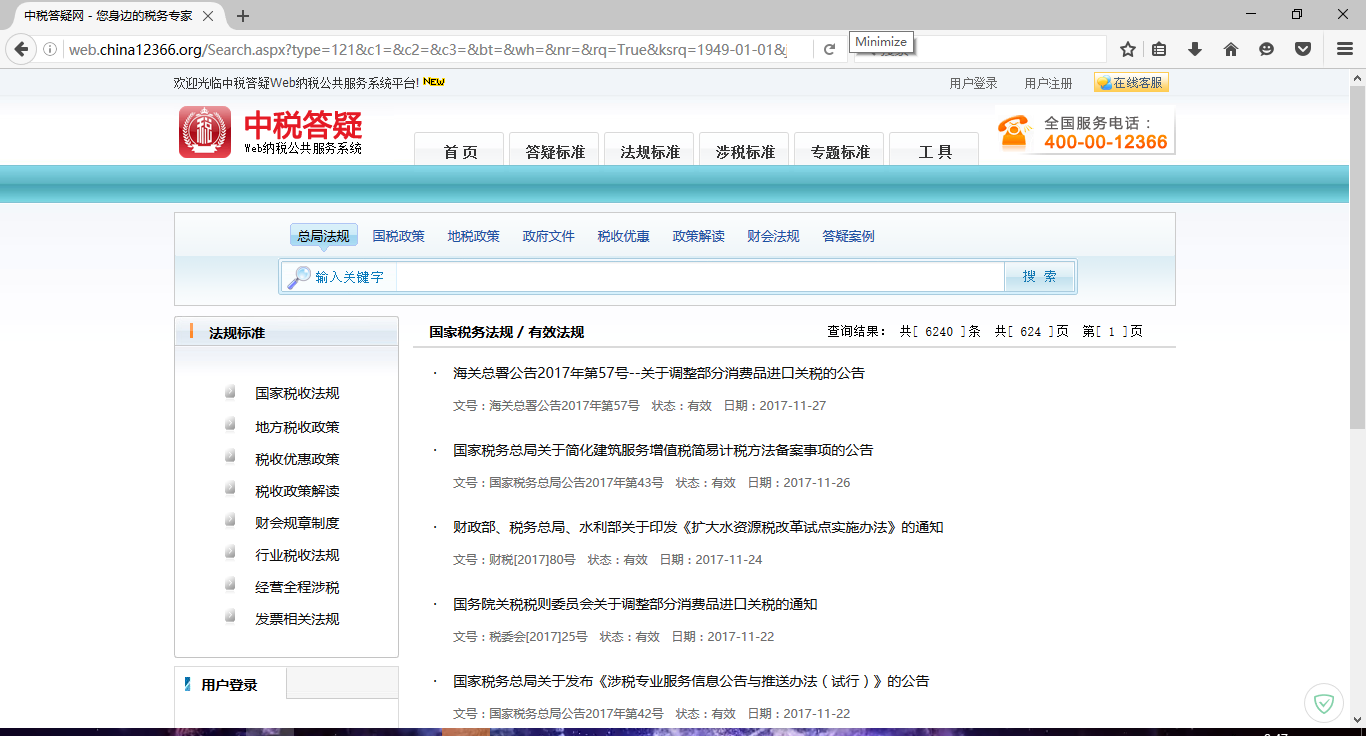 中税答疑网 - 您身边的税务专家
web.china12366.org/Search.aspx?type=121&c1=&c2=&c3=&bt=&wh=&nr=&rq=True&ksrq=1949-01-01&j
Minimize
欢迎光临中税答疑Web纳税公共服务系统平台! NEW
用户登录 用户注册 在线客服
税
中税答疑
Web纳税公共服务系统
首 页 答疑标准 法规标准 涉税标准 专题标准 工 具
全国服务电话：
400-00-12366
总局法规 国税政策 地税政策 政府文件 税收优惠 政策解读 财会法规 答疑案例
输入关键字 搜 索
法规标准
国家税收法规
地方税收政策
税收优惠政策
税收政策解读
财会规章制度
行业税收法规
经营全程涉税
发票相关法规
用户登录
国家税务法规 / 有效法规 查询结果： 共[ 6240 ]条 共[ 624 ]页 第[ 1 ]页
· 海关总署公告2017年第57号--关于调整部分消费品进口关税的公告
文号：海关总署公告2017年第57号 状态：有效 日期：2017-11-27
· 国家税务总局关于简化建筑服务增值税简易计税方法备案事项的公告
文号：国家税务总局公告2017年第43号 状态：有效 日期：2017-11-26
· 财政部、税务总局、水利部关于印发《扩大水资源税改革试点实施办法》的通知
文号：财税[2017]80号 状态：有效 日期：2017-11-24
· 国务院关税税则委员会关于调整部分消费品进口关税的通知
文号：税委会[2017]25号 状态：有效 日期：2017-11-22
· 国家税务总局关于发布《涉税专业服务信息公告与推送办法（试行）》的公告
文号：国家税务总局公告2017年第42号 状态：有效 日期：2017-11-22